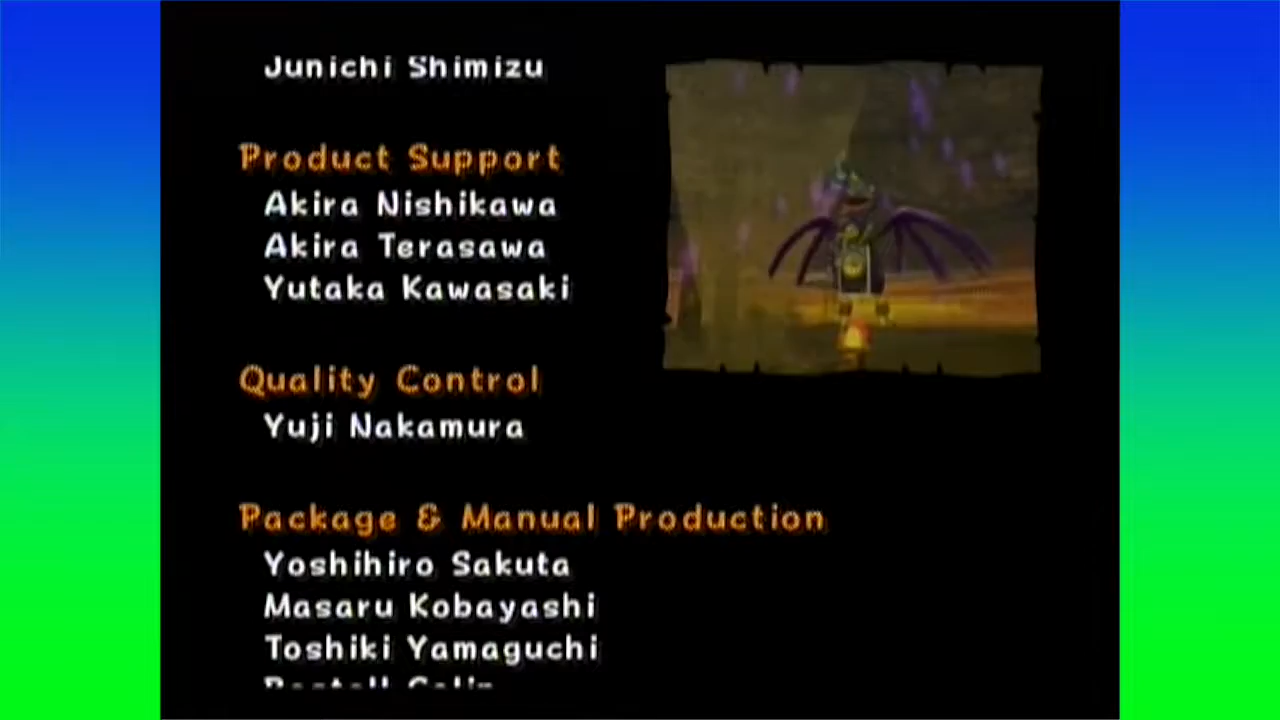 Junichi Shimizu
Product Support
Akira Nishikawa
Akira Terasawa
Yutaka Kawasaki
Quality Control
Yuji Nakamura
Package & Manual Production
Yoshihiro Sakuta
Masaru Kobayashi
Toshiki Yamaguchi